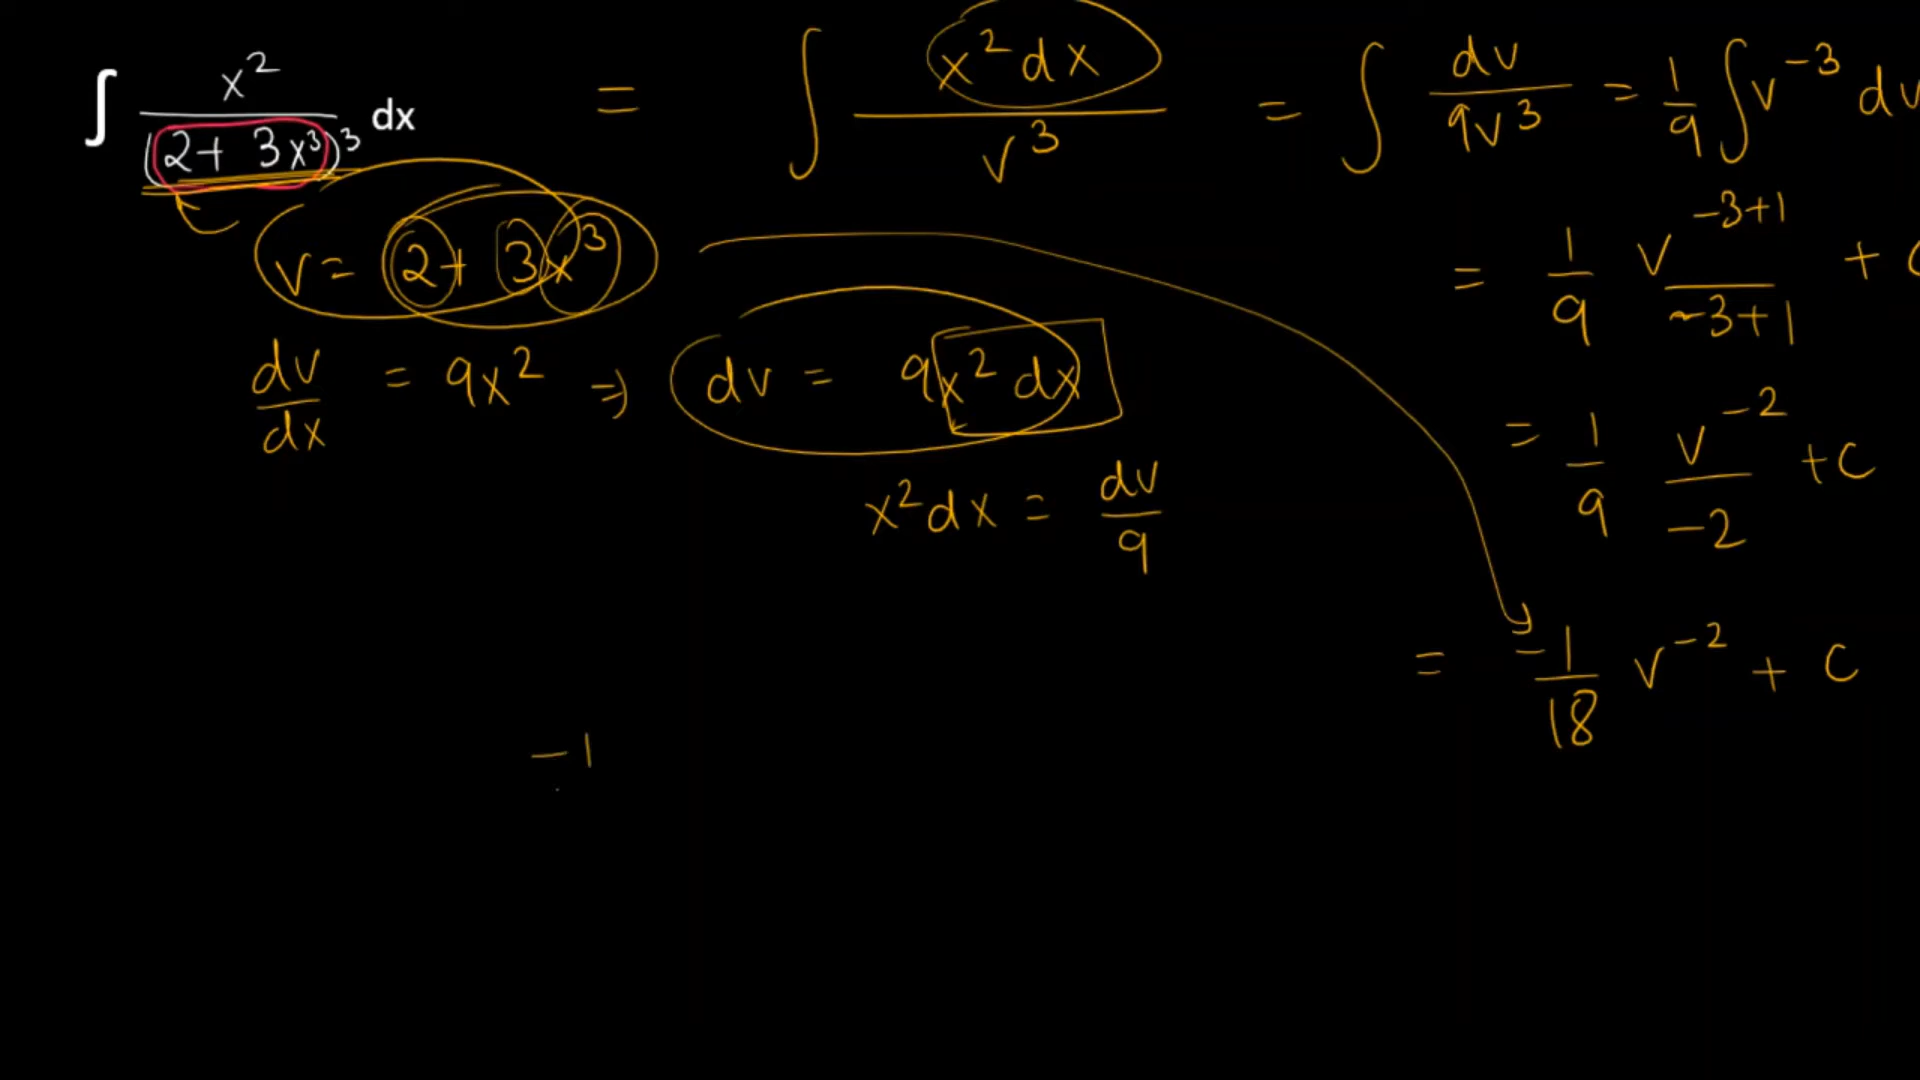 ∫ x² / (2 + 3x³)³ dx = ∫ x² dx / v³ = ∫ dv / 9v³ = 1/9 ∫ v⁻³ dv
v = 2 + 3x³
= 1/9 v⁻³⁺¹ / -3+1 + C
dv/dx = 9x² ⇒ dv = 9x² dx
= 1/9 v⁻² / -2 + C
x² dx = dv/9
= -1/18 v⁻² + C
-1